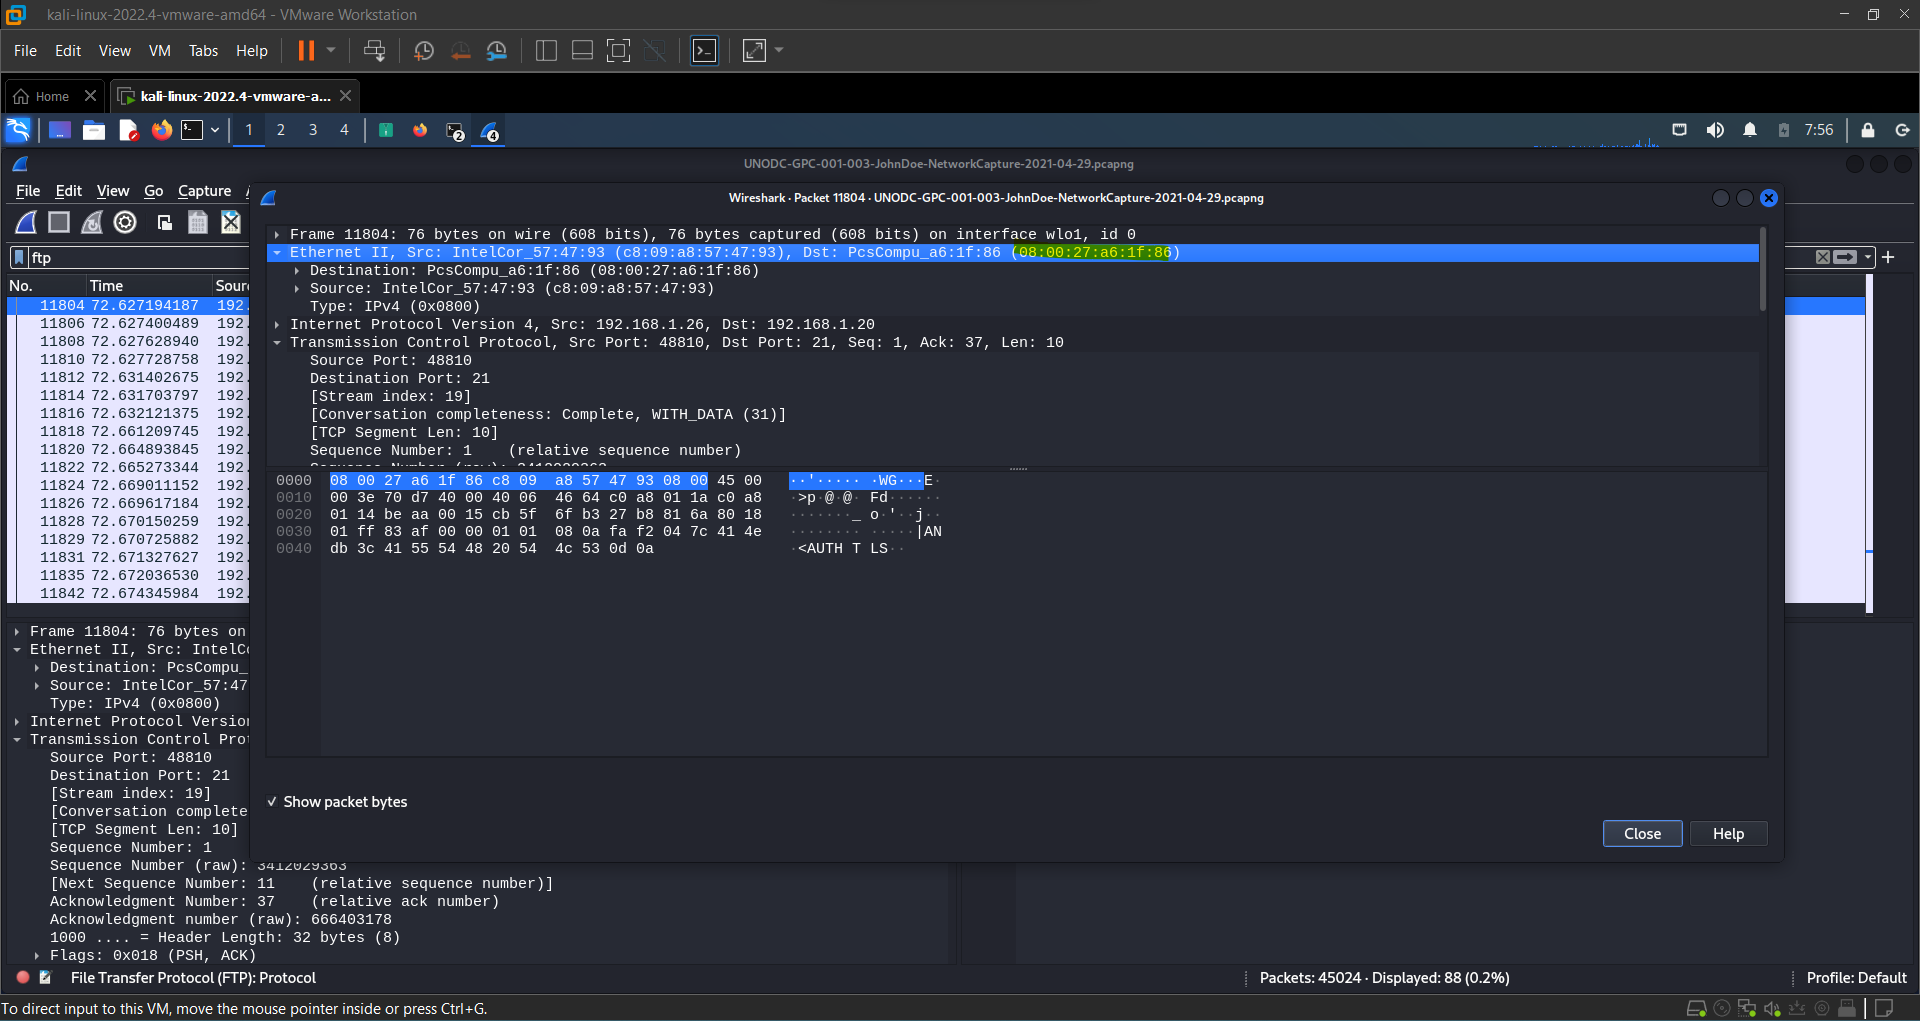 kali-linux-2022.4-vmware-amd64 - VMware Workstation
File Edit View VM Tabs Help
Home
kali-linux-2022.4-vmware-a...
1 2 3 4 2 4 7:56
UNODC-GPC-001-003-JohnDoe-NetworkCapture-2021-04-29.pcapng
File Edit View Go Capture
Wireshark · Packet 11804 · UNODC-GPC-001-003-JohnDoe-NetworkCapture-2021-04-29.pcapng
ftp
No. Time Sourc
11804 72.627194187 192.
11806 72.627400489 192.
11808 72.627628940 192.
11810 72.627728758 192.
11812 72.631402675 192.
11814 72.631703797 192.
11816 72.632121375 192.
11818 72.661209745 192.
11820 72.664893845 192.
11822 72.665273344 192.
11824 72.669011152 192.
11826 72.669617184 192.
11828 72.670150259 192.
11829 72.670725882 192.
11831 72.671327627 192.
11835 72.672036530 192.
11842 72.674345984 192.
Frame 11804: 76 bytes on wire (608 bits), 76 bytes captured (608 bits) on interface wlo1, id 0
Ethernet II, Src: IntelCor_57:47:93 (c8:09:a8:57:47:93), Dst: PcsCompu_a6:1f:86 (08:00:27:a6:1f:86)
Destination: PcsCompu_a6:1f:86 (08:00:27:a6:1f:86)
Source: IntelCor_57:47:93 (c8:09:a8:57:47:93)
Type: IPv4 (0x0800)
Internet Protocol Version 4, Src: 192.168.1.26, Dst: 192.168.1.20
Transmission Control Protocol, Src Port: 48810, Dst Port: 21, Seq: 1, Ack: 37, Len: 10
Source Port: 48810
Destination Port: 21
[Stream index: 19]
[Conversation completeness: Complete, WITH_DATA (31)]
[TCP Segment Len: 10]
Sequence Number: 1 (relative sequence number)
Sequence Number (raw): 3412029363
0000 08 00 27 a6 1f 86 c8 09 a8 57 47 93 08 00 45 00 ··'····· ·WG···E·
0010 00 3e 70 d7 40 00 40 06 46 64 c0 a8 01 1a c0 a8 ·>p·@·@· Fd······
0020 01 14 be aa 00 15 cb 5f 6f b3 27 b8 81 6a 80 18 ·······_ o·'··j··
0030 01 ff 83 af 00 00 01 01 08 0a fa f2 04 7c 41 4e ········ ·····|AN
0040 db 3c 41 55 54 48 20 54 4c 53 0d 0a ·<AUTH T LS··
Frame 11804: 76 bytes on
Ethernet II, Src: IntelCo
Destination: PcsCompu_
Source: IntelCor_57:47
Type: IPv4 (0x0800)
Internet Protocol Version
Transmission Control Prot
Source Port: 48810
Destination Port: 21
[Stream index: 19]
[Conversation complete
[TCP Segment Len: 10]
Sequence Number: 1
Sequence Number (raw): 3412029363
[Next Sequence Number: 11 (relative sequence number)]
Acknowledgment Number: 37 (relative ack number)
Acknowledgment number (raw): 666403178
1000 .... = Header Length: 32 bytes (8)
Flags: 0x018 (PSH, ACK)
Show packet bytes
Close Help
File Transfer Protocol (FTP): Protocol
Packets: 45024 · Displayed: 88 (0.2%)
Profile: Default
To direct input to this VM, move the mouse pointer inside or press Ctrl+G.